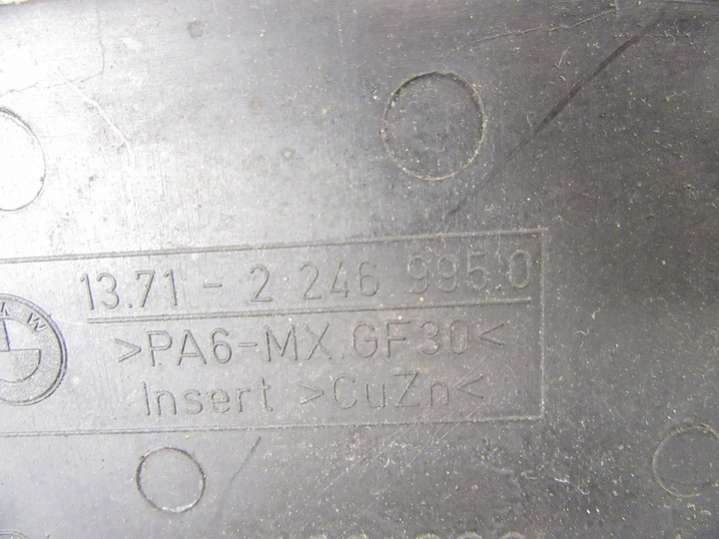 13.71 - 2 246 995.0
>PA6-MX.GF30<
Insert >CuZn<